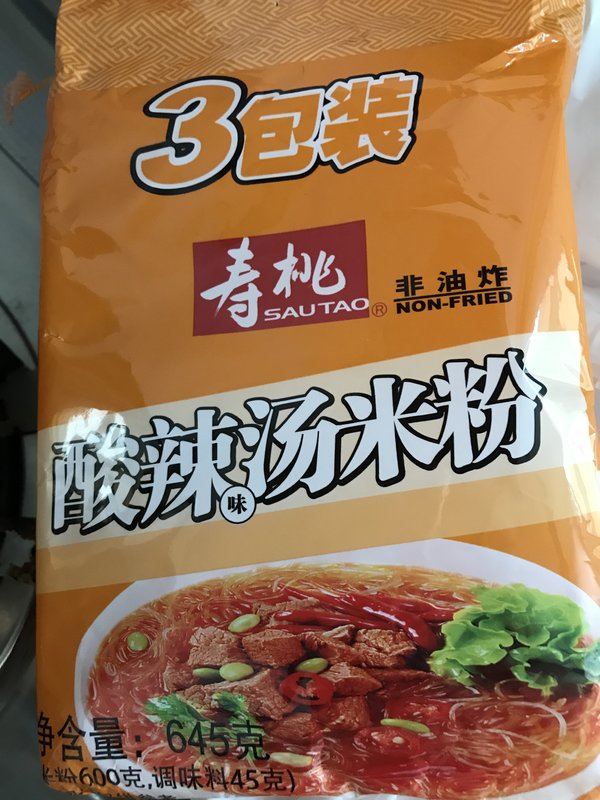 3包装
寿桃
SAUTAO®
非油炸
NON-FRIED
酸辣味汤米粉
净含量：645克
粉600克,调味料45克)